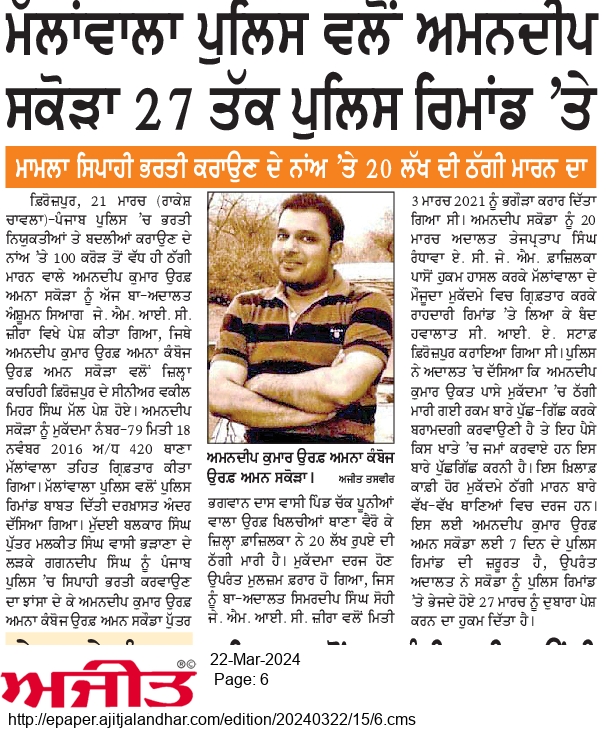 ਮੱਲਾਂਵਾਲਾ ਪੁਲਿਸ ਵਲੋਂ ਅਮਨਦੀਪ
ਸਕੋੜਾ 27 ਤੱਕ ਪੁਲਿਸ ਰਿਮਾਂਡ 'ਤੇ
ਮਾਮਲਾ ਸਿਪਾਹੀ ਭਰਤੀ ਕਰਾਉਣ ਦੇ ਨਾਂਅ 'ਤੇ 20 ਲੱਖ ਦੀ ਠੱਗੀ ਮਾਰਨ ਦਾ
ਫ਼ਿਰੋਜ਼ਪੁਰ, 21 ਮਾਰਚ (ਰਾਕੇਸ਼
ਚਾਵਲਾ)-ਪੰਜਾਬ ਪੁਲਿਸ 'ਚ ਭਰਤੀ
ਨਿਯੁਕਤੀਆਂ ਤੇ ਬਦਲੀਆਂ ਕਰਾਉਣ ਦੇ
ਨਾਂਅ 'ਤੇ 100 ਕਰੋੜ ਤੋਂ ਵੱਧ ਹੀ ਠੱਗੀ
ਮਾਰਨ ਵਾਲੇ ਅਮਨਦੀਪ ਕੁਮਾਰ ਉਰਫ਼
ਅਮਨਾ ਸਕੋੜਾ ਨੂੰ ਅੱਜ ਬਾ-ਅਦਾਲਤ
ਅੰਸ਼ੂਮਨ ਸਿਆਗ ਜੇ. ਐਮ. ਆਈ. ਸੀ.
ਜ਼ੀਰਾ ਵਿਖੇ ਪੇਸ਼ ਕੀਤਾ ਗਿਆ, ਜਿਥੇ
ਅਮਨਦੀਪ ਕੁਮਾਰ ਉਰਫ਼ ਅਮਨਾ ਕੰਬੋਜ
ਉਰਫ਼ ਅਮਨ ਸਕੋੜਾ ਵਲੋਂ ਜ਼ਿਲ੍ਹਾ
ਕਚਹਿਰੀ ਫ਼ਿਰੋਜ਼ਪੁਰ ਦੇ ਸੀਨੀਅਰ ਵਕੀਲ
ਮਿਹਰ ਸਿੰਘ ਮੱਲ ਪੇਸ਼ ਹੋਏ। ਅਮਨਦੀਪ
ਸਕੋੜਾ ਨੂੰ ਮੁਕੱਦਮਾ ਨੰਬਰ-79 ਮਿਤੀ 18
ਨਵੰਬਰ 2016 ਅ/ਧ 420 ਥਾਣਾ
ਮੱਲਾਂਵਾਲਾ ਤਹਿਤ ਗ੍ਰਿਫ਼ਤਾਰ ਕੀਤਾ
ਗਿਆ। ਮੱਲਾਂਵਾਲਾ ਪੁਲਿਸ ਵਲੋਂ ਪੁਲਿਸ
ਰਿਮਾਂਡ ਬਾਬਤ ਦਿੱਤੀ ਦਰਖ਼ਾਸਤ ਅੰਦਰ
ਦੱਸਿਆ ਗਿਆ। ਮੁੱਦਈ ਬਲਕਾਰ ਸਿੰਘ
ਪੁੱਤਰ ਮਲਕੀਤ ਸਿੰਘ ਵਾਸੀ ਭੜਾਣਾ ਦੇ
ਲੜਕੇ ਗਗਨਦੀਪ ਸਿੰਘ ਨੂੰ ਪੰਜਾਬ
ਪੁਲਿਸ 'ਚ ਸਿਪਾਹੀ ਭਰਤੀ ਕਰਵਾਉਣ
ਦਾ ਝਾਂਸਾ ਦੇ ਕੇ ਅਮਨਦੀਪ ਕੁਮਾਰ ਉਰਫ਼
ਅਮਨਾ ਕੰਬੋਜ ਉਰਫ਼ ਅਮਨ ਸਕੌਡਾ ਪੁੱਤਰ
ਅਮਨਦੀਪ ਕੁਮਾਰ ਉਰਫ਼ ਅਮਨਾ ਕੰਬੋਜ
ਉਰਫ਼ ਅਮਨ ਸਕੋੜਾ। ਅਜੀਤ ਤਸਵੀਰ
ਭਗਵਾਨ ਦਾਸ ਵਾਸੀ ਪਿੰਡ ਚੱਕ ਪੂਨੀਆਂ
ਵਾਲਾ ਉਰਫ਼ ਖਿਲਚੀਆਂ ਥਾਣਾ ਵੈਰੋ ਕੇ
ਜ਼ਿਲ੍ਹਾ ਫ਼ਾਜ਼ਿਲਕਾ ਨੇ 20 ਲੱਖ ਰੁਪਏ ਦੀ
ਠੱਗੀ ਮਾਰੀ ਹੈ। ਮੁਕੱਦਮਾ ਦਰਜ ਹੋਣ
ਉਪਰੰਤ ਮੁਲਜ਼ਮ ਫ਼ਰਾਰ ਹੋ ਗਿਆ, ਜਿਸ
ਨੂੰ ਬਾ-ਅਦਾਲਤ ਸਿਮਰਦੀਪ ਸਿੰਘ ਸੋਹੀ
ਜੇ. ਐਮ. ਆਈ. ਸੀ. ਜ਼ੀਰਾ ਵਲੋਂ ਮਿਤੀ
3 ਮਾਰਚ 2021 ਨੂੰ ਭਗੌੜਾ ਕਰਾਰ ਦਿੱਤਾ
ਗਿਆ ਸੀ। ਅਮਨਦੀਪ ਸਕੋਡਾ ਨੂੰ 20
ਮਾਰਚ ਅਦਾਲਤ ਤੇਜਪ੍ਰਤਾਪ ਸਿੰਘ
ਰੰਧਾਵਾ ਏ. ਸੀ. ਜੇ. ਐਮ. ਫ਼ਾਜ਼ਿਲਕਾ
ਪਾਸੋਂ ਹੁਕਮ ਹਾਸਲ ਕਰਕੇ ਮੱਲਾਂਵਾਲਾ ਦੇ
ਮੌਜੂਦਾ ਮੁਕੱਦਮੇ ਵਿਚ ਗ੍ਰਿਫ਼ਤਾਰ ਕਰਕੇ
ਰਾਹਦਾਰੀ ਰਿਮਾਂਡ 'ਤੇ ਲਿਆ ਕੇ ਬੰਦ
ਹਵਾਲਾਤ ਸੀ. ਆਈ. ਏ. ਸਟਾਫ਼
ਫ਼ਿਰੋਜ਼ਪੁਰ ਕਰਾਇਆ ਗਿਆ ਸੀ। ਪੁਲਿਸ
ਨੇ ਅਦਾਲਤ 'ਚ ਦੱਸਿਆ ਕਿ ਅਮਨਦੀਪ
ਕੁਮਾਰ ਉਕਤ ਪਾਸੇ ਮੁਕੱਦਮਾ 'ਚ ਠੱਗੀ
ਮਾਰੀ ਗਈ ਰਕਮ ਬਾਰੇ ਪੁੱਛ-ਗਿੱਛ ਕਰਕੇ
ਬਰਾਮਦਗੀ ਕਰਵਾਉਣੀ ਹੈ ਤੇ ਇਹ ਪੈਸੇ
ਕਿਸ ਖਾਤੇ 'ਚ ਜਮਾਂ ਕਰਵਾਏ ਹਨ ਇਸ
ਬਾਰੇ ਪੁੱਛਗਿੱਛ ਕਰਨੀ ਹੈ। ਇਸ ਖ਼ਿਲਾਫ਼
ਕਾਫ਼ੀ ਹੋਰ ਮੁਕੱਦਮੇ ਠੱਗੀ ਮਾਰਨ ਬਾਰੇ
ਵੱਖ-ਵੱਖ ਥਾਣਿਆਂ ਵਿਚ ਦਰਜ ਹਨ।
ਇਸ ਲਈ ਅਮਨਦੀਪ ਕੁਮਾਰ ਉਰਫ਼
ਅਮਨ ਸਕੋਡਾ ਲਈ 7 ਦਿਨ ਦੇ ਪੁਲਿਸ
ਰਿਮਾਂਡ ਦੀ ਜ਼ਰੂਰਤ ਹੈ, ਉਪਰੰਤ
ਅਦਾਲਤ ਨੇ ਸਕੋਡਾ ਨੂੰ ਪੁਲਿਸ ਰਿਮਾਂਡ
'ਤੇ ਭੇਜਦੇ ਹੋਏ 27 ਮਾਰਚ ਨੂੰ ਦੁਬਾਰਾ ਪੇਸ਼
ਕਰਨ ਦਾ ਹੁਕਮ ਦਿੱਤਾ ਹੈ।
ਅਜੀਤ ®©
22-Mar-2024
Page: 6
http://epaper.ajitjalandhar.com/edition/20240322/15/6.cms